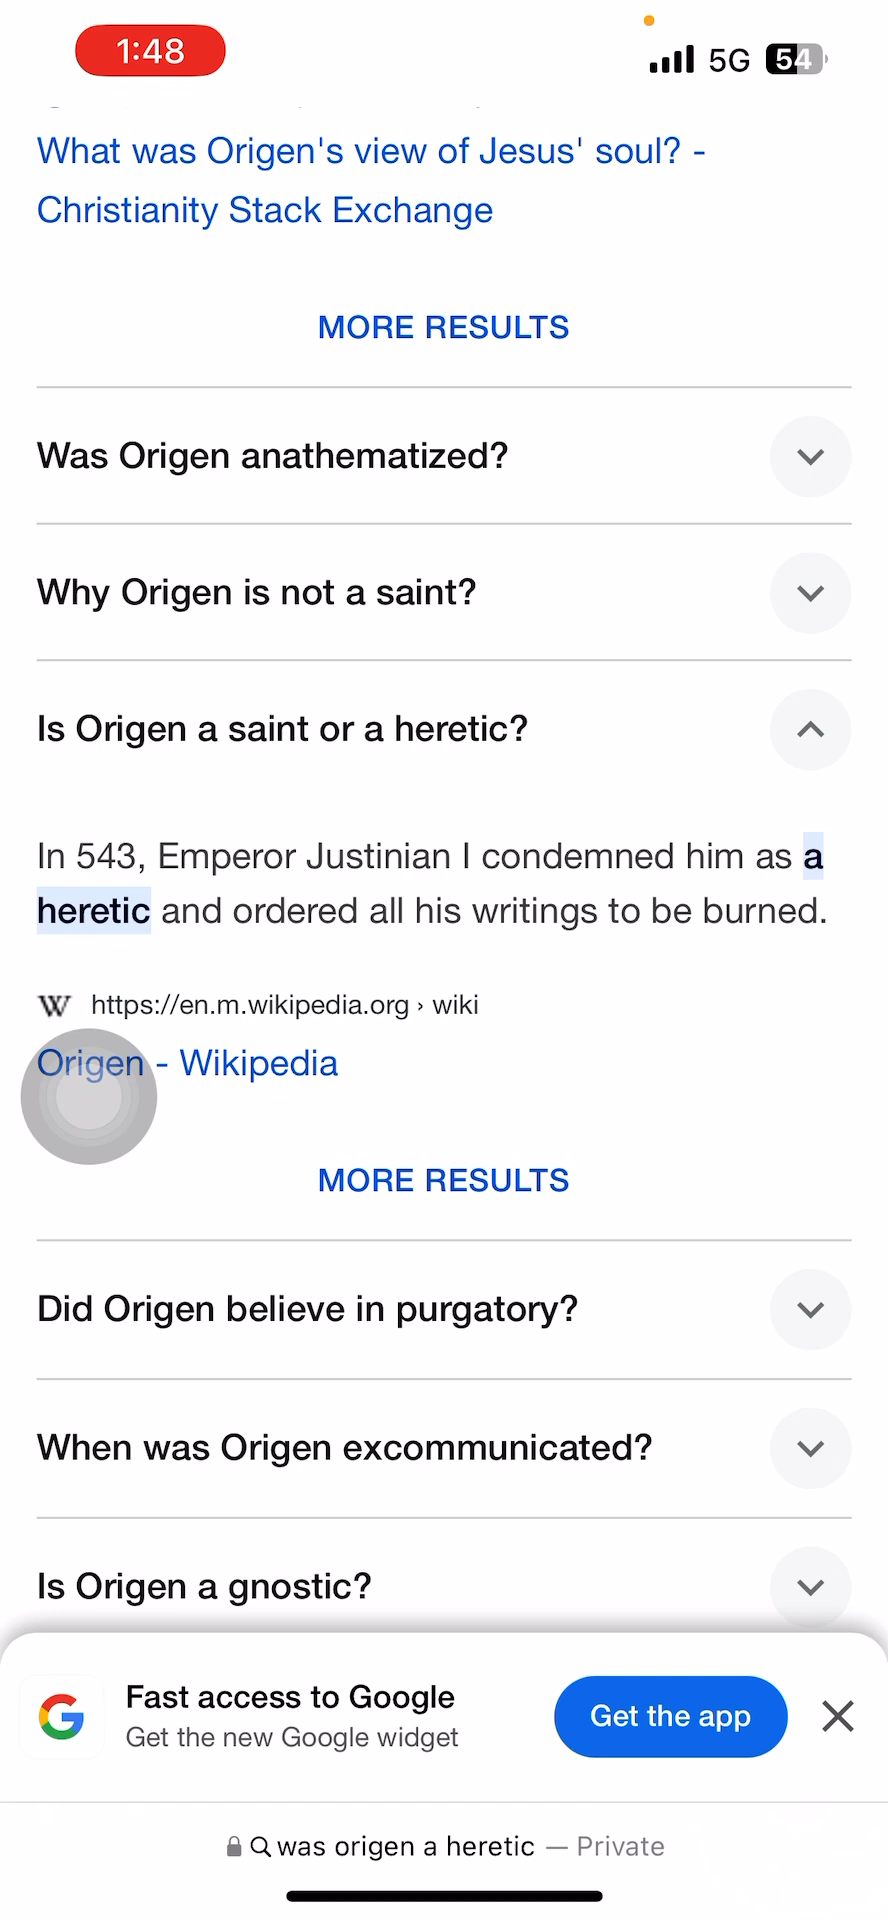 1:48
5G
54
What was Origen's view of Jesus' soul? -
Christianity Stack Exchange
MORE RESULTS
Was Origen anathematized?
Why Origen is not a saint?
Is Origen a saint or a heretic?
In 543, Emperor Justinian I condemned him as a
heretic and ordered all his writings to be burned.
W https://en.m.wikipedia.org › wiki
Origen - Wikipedia
MORE RESULTS
Did Origen believe in purgatory?
When was Origen excommunicated?
Is Origen a gnostic?
Fast access to Google
Get the new Google widget
Get the app
was origen a heretic — Private